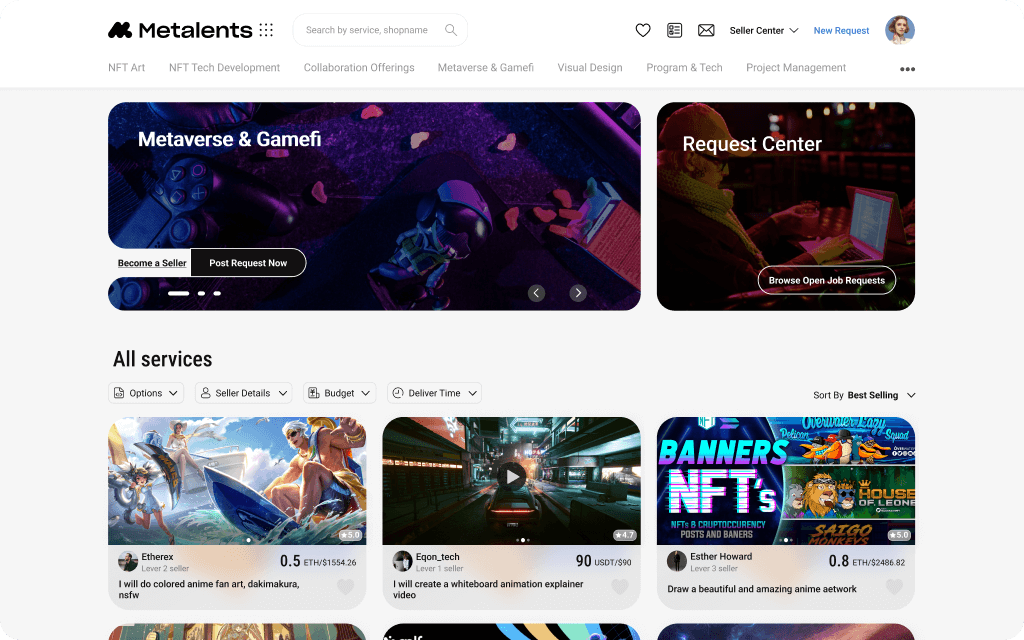 Metalents
Search by service, shopname
Seller Center
New Request
NFT Art
NFT Tech Development
Collaboration Offerings
Metaverse & Gamefi
Visual Design
Program & Tech
Project Management
Metaverse & Gamefi
Become a Seller
Post Request Now
Request Center
Browse Open Job Requests
All services
Options
Seller Details
Budget
Deliver Time
Sort By Best Selling
★5.0
Etherex
Lever 2 seller
0.5 ETH/$1554.26
I will do colored anime fan art, dakimakura,
nsfw
★4.7
Eqon_tech
Lever 1 seller
90 USDT/$90
I will create a whiteboard animation explainer
video
NFT
BANNERS
NFT's
NFTs & CRYPTOCCURENCY
POSTS AND BANERS
Pelican
Squad
HOUSE
OF LEONE
SAIGO
MONKEYS
★5.0
Esther Howard
Lever 3 seller
0.8 ETH/$2486.82
Draw a beautiful and amazing anime aetwork